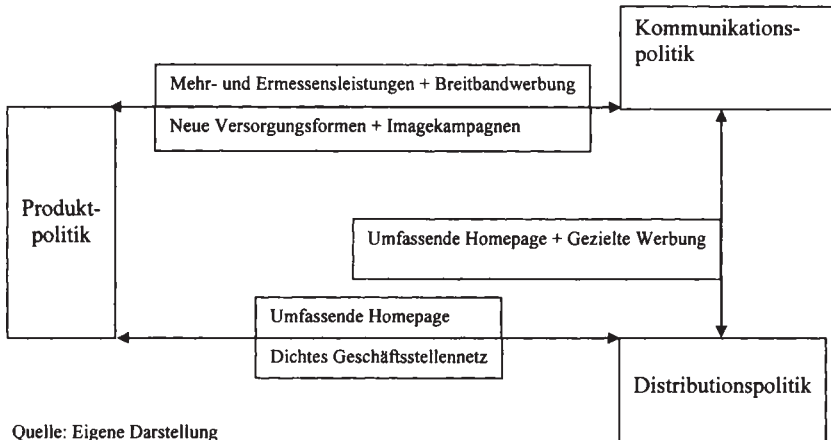 Kommunikations-
politik
Mehr- und Ermessensleistungen + Breitbandwerbung
Neue Versorgungsformen + Imagekampagnen
Produkt-
politik
Umfassende Homepage + Gezielte Werbung
Umfassende Homepage
Dichtes Geschäftsstellennetz
Distributionspolitik
Quelle: Eigene Darstellung